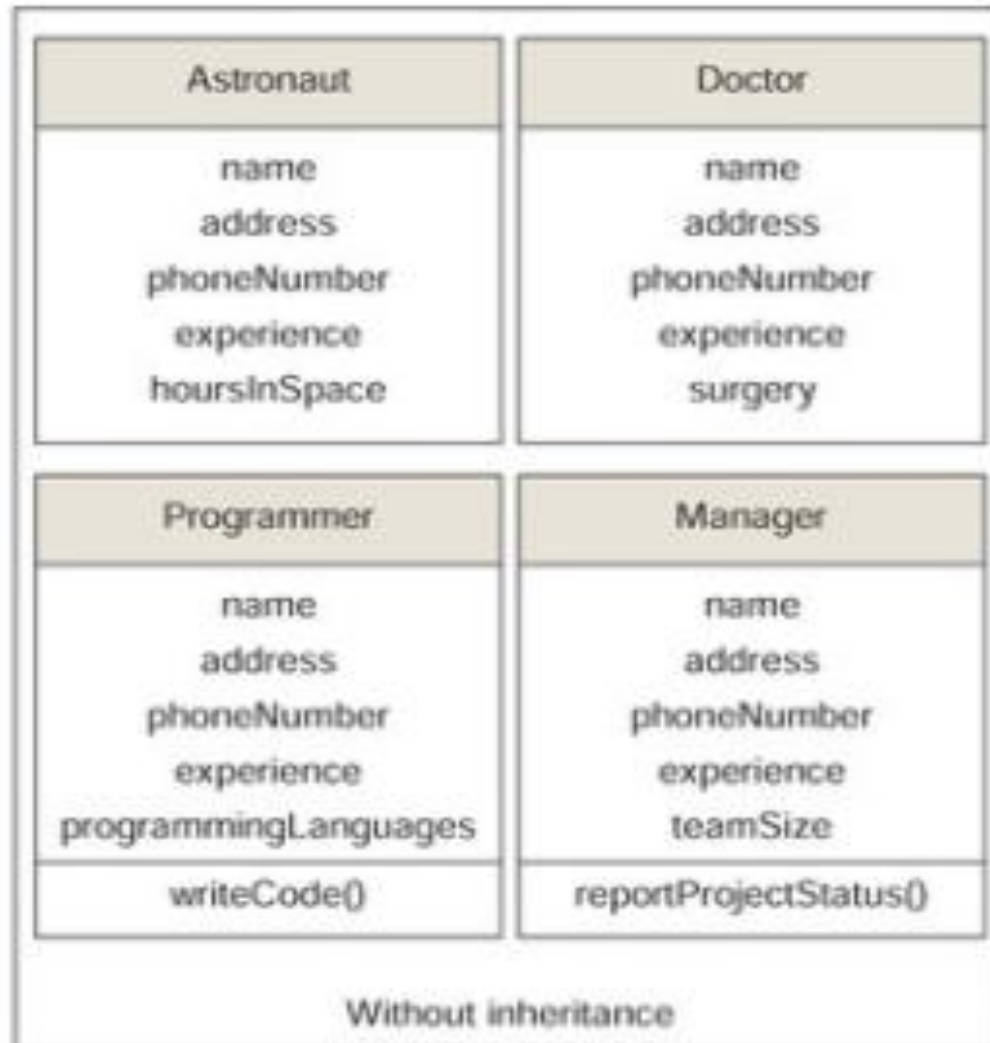 Astronaut
name
address
phoneNumber
experience
hoursInSpace
Doctor
name
address
phoneNumber
experience
surgery
Programmer
name
address
phoneNumber
experience
programmingLanguages
writeCode()
Manager
name
address
phoneNumber
experience
teamSize
reportProjectStatus()
Without inheritance